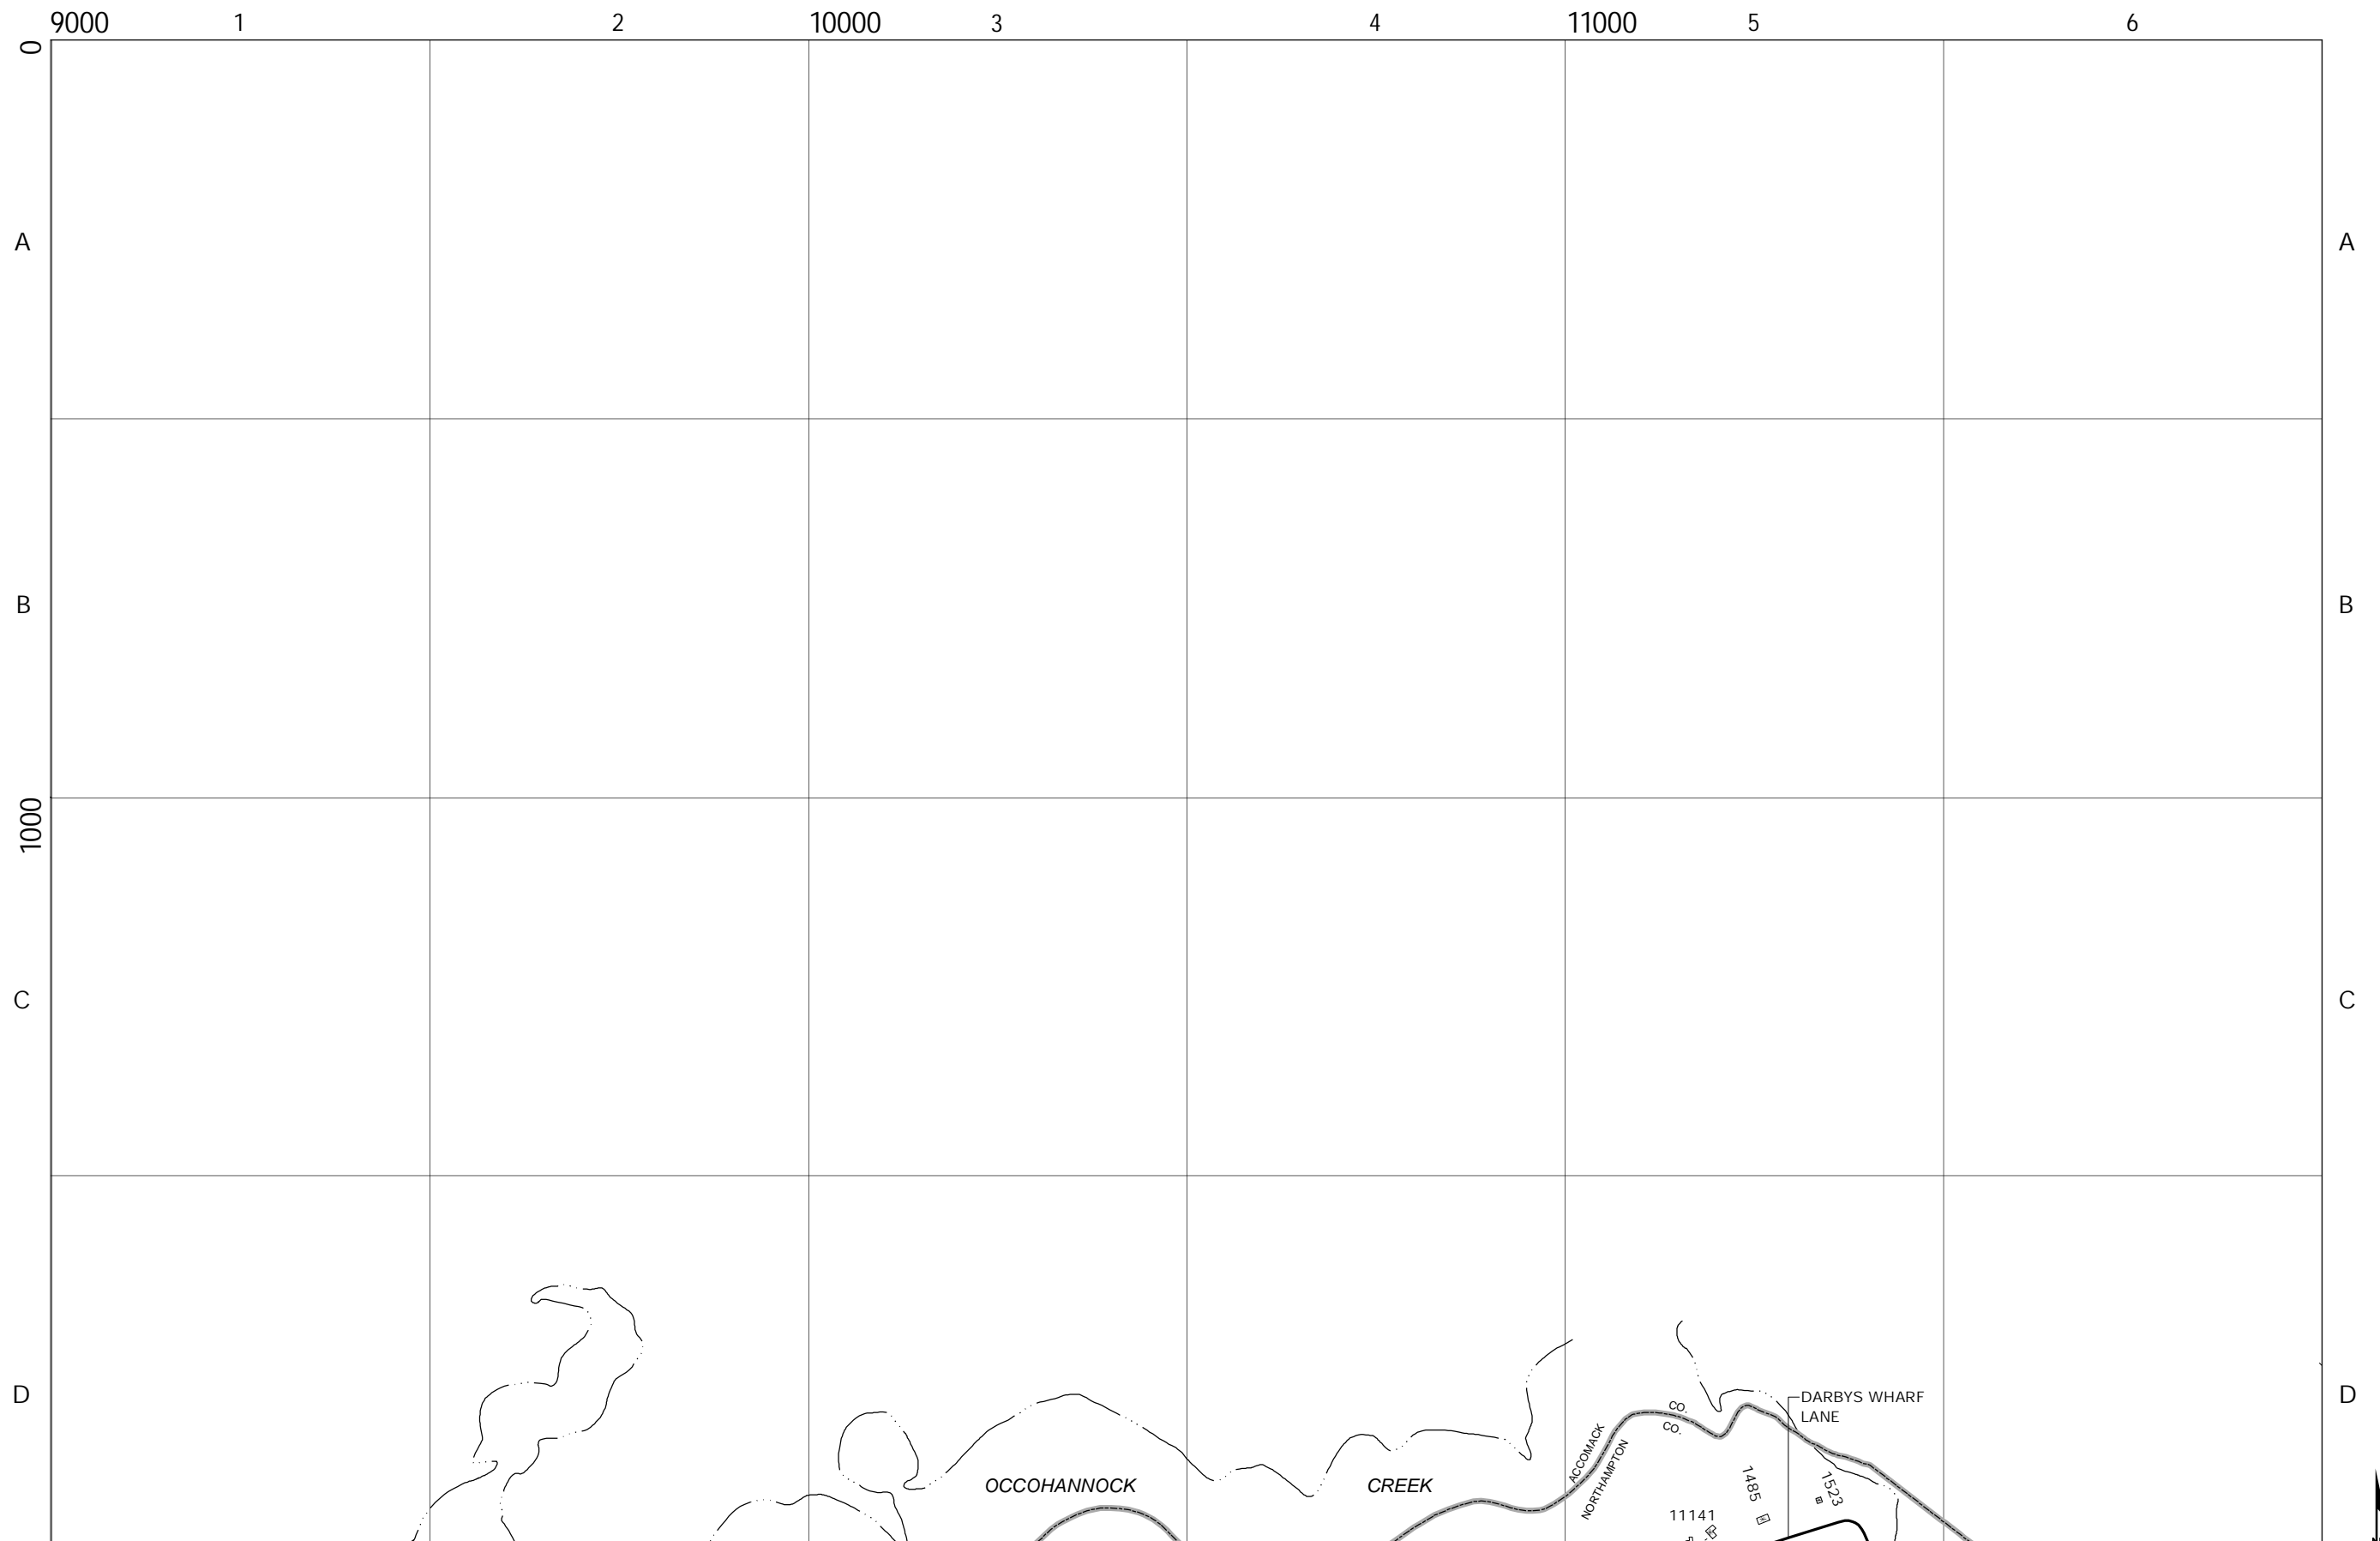 9000 1 2 10000 3 4 11000 5 6
0
A A
B B
1000
C C
D D
DARBYS WHARF
LANE
CO.
CO.
ACCOMACK
NORTHAMPTON
OCCOHANNOCK CREEK
1485
1523
11141